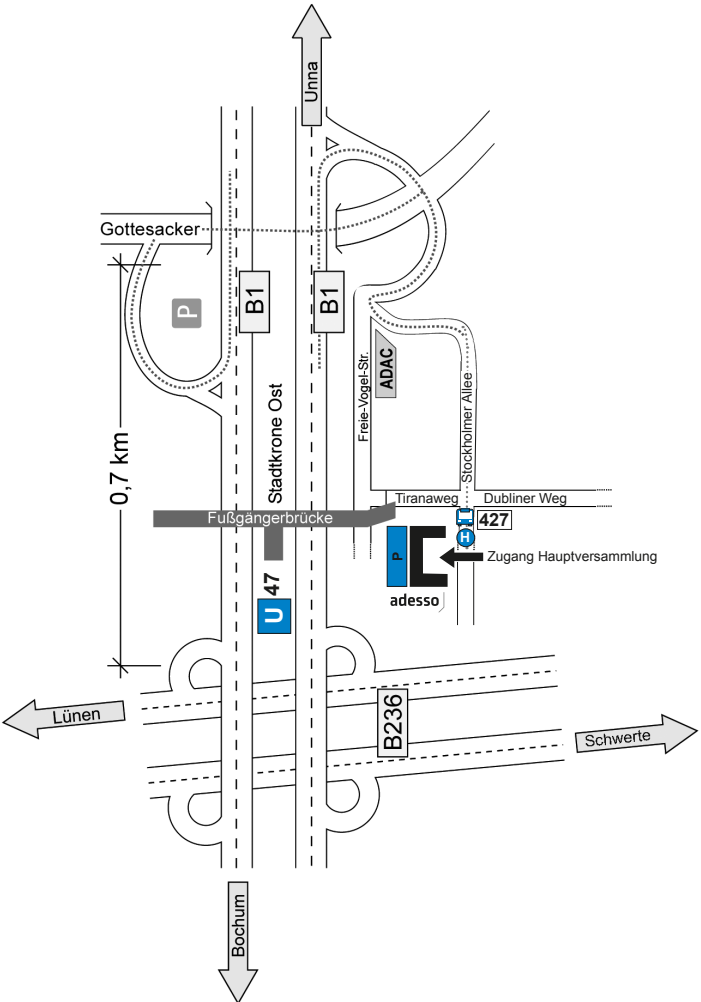 Unna
Gottesacker
P
B1
B1
ADAC
Freie-Vogel-Str.
Stadtkrone Ost
Stockholmer Allee
0,7 km
Tiranaweg
Dubliner Weg
Fußgängerbrücke
427
H
P
Zugang Hauptversammlung
adesso
U 47
B236
Lünen
Schwerte
Bochum